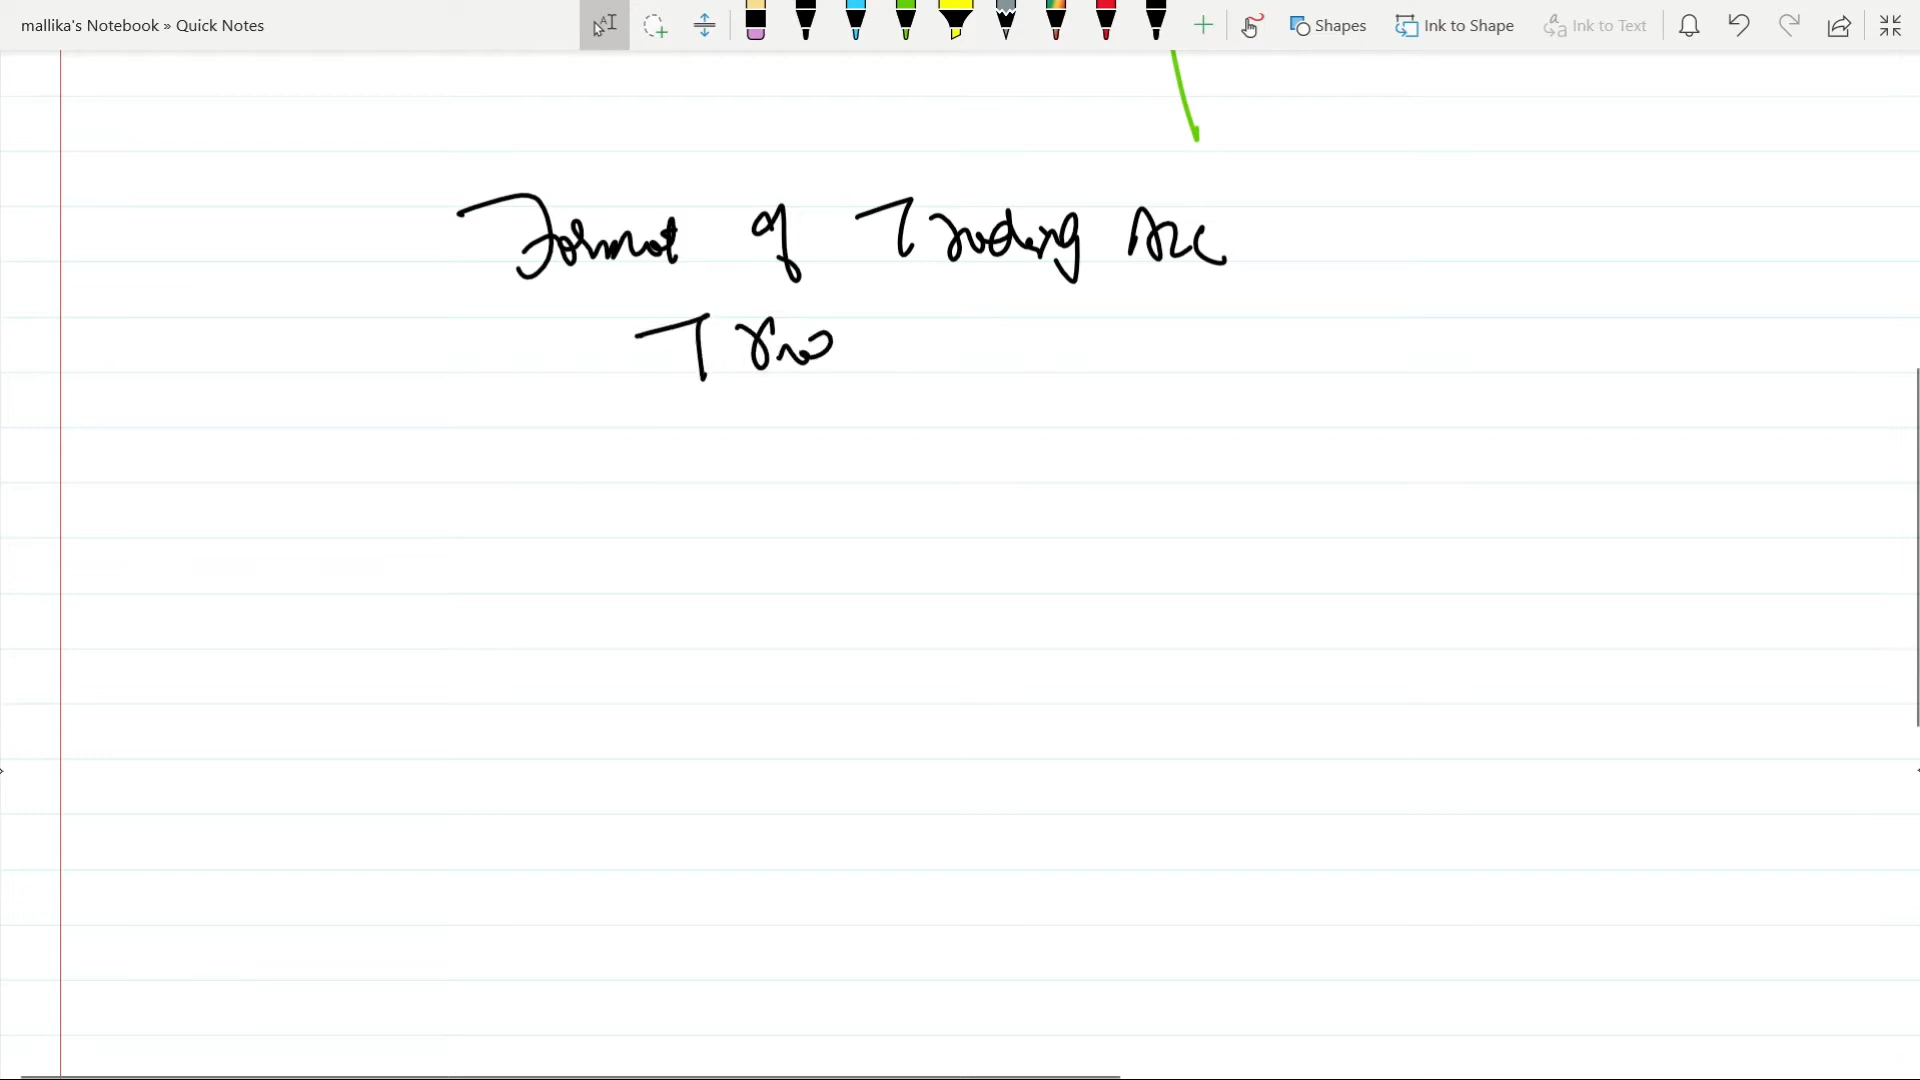 mallika's Notebook » Quick Notes
Shapes
Ink to Shape
Ink to Text
Format of Trading A/c